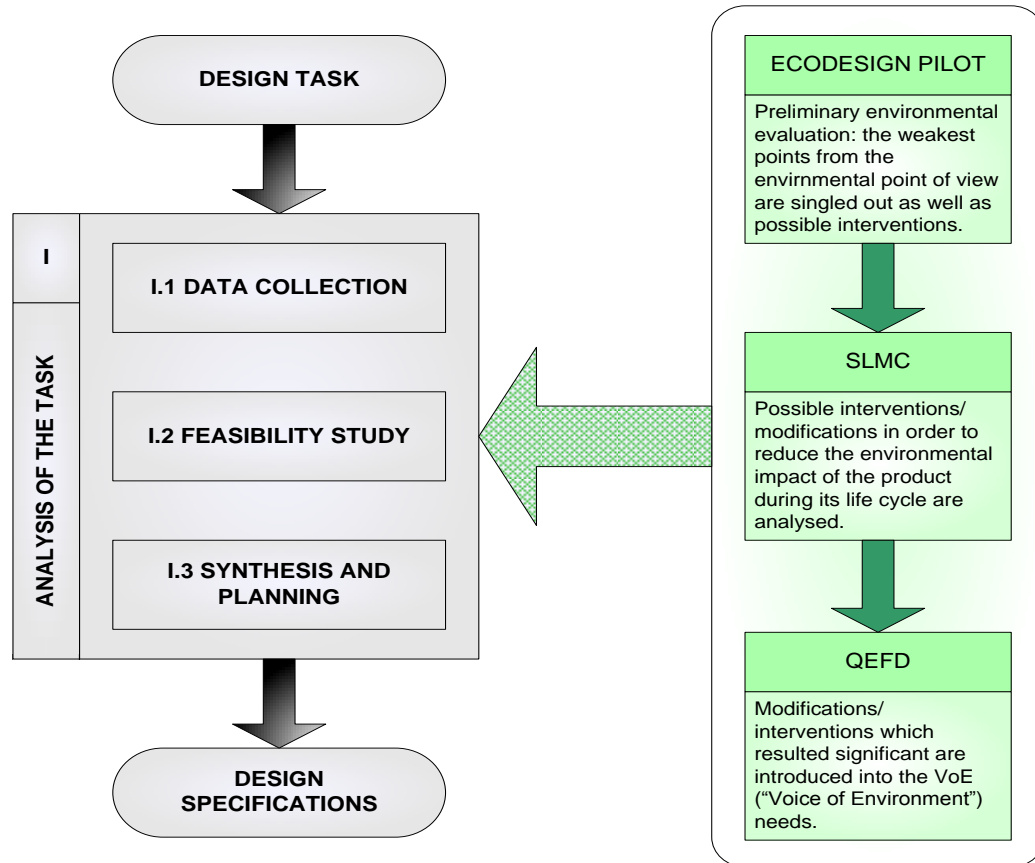 DESIGN TASK
I
ANALYSIS OF THE TASK
I.1 DATA COLLECTION
I.2 FEASIBILITY STUDY
I.3 SYNTHESIS AND
PLANNING
DESIGN
SPECIFICATIONS
ECODESIGN PILOT
Preliminary environmental
evaluation: the weakest
points from the
envirnmental point of view
are singled out as well as
possible interventions.
SLMC
Possible interventions/
modifications in order to
reduce the environmental
impact of the product
during its life cycle are
analysed.
QEFD
Modifications/
interventions which
resulted significant are
introduced into the VoE
(“Voice of Environment”)
needs.